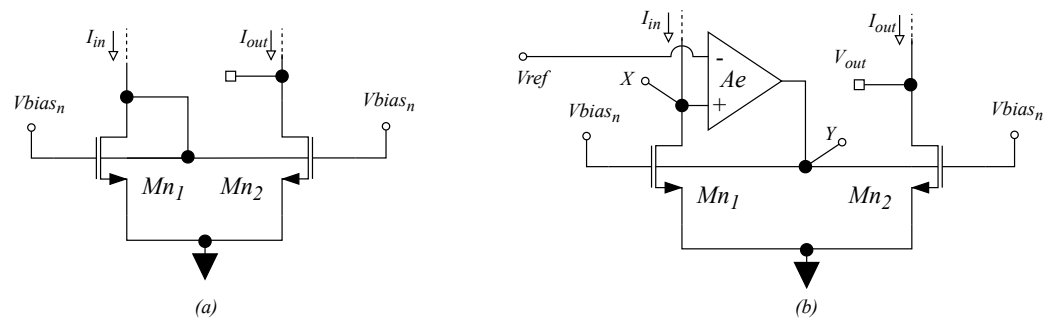 I_in
I_out
Vbias_n
Vbias_n
Mn_1
Mn_2
(a)
I_in
I_out
Vref
X
-
Ae
+
V_out
Vbias_n
Vbias_n
Y
Mn_1
Mn_2
(b)